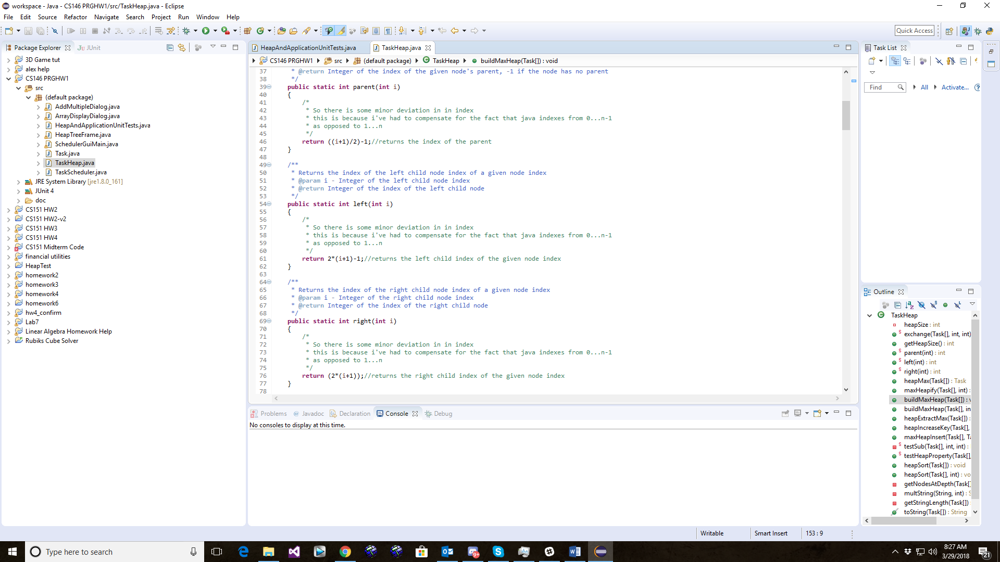 workspace - Java - CS146 PRGHW1/src/TaskHeap.java - Eclipse
File Edit Source Refactor Navigate Search Project Run Window Help
Quick Access
Package Explorer JUnit
3D Game tut
alex help
CS146 PRGHW1
src
(default package)
AddMultipleDialog.java
ArrayDisplayDialog.java
HeapAndApplicationUnitTests.java
HeapTreeFrame.java
SchedulerGuiMain.java
Task.java
TaskHeap.java
TaskScheduler.java
JRE System Library [jre1.8.0_161]
JUnit 4
doc
CS151 HW2
CS151 HW2-v2
CS151 HW3
CS151 HW4
CS151 Midterm Code
financial utilities
HeapTest
homework2
homework3
homework4
homework6
hw4_confirm
Lab7
Linear Algebra Homework Help
Rubiks Cube Solver
HeapAndApplicationUnitTests.java TaskHeap.java
CS146 PRGHW1 src (default package) TaskHeap buildMaxHeap(Task[]) : void
37 * @return Integer of the index of the given node's parent, -1 if the node has no parent
38 */
39 public static int parent(int i)
40 {
41 /*
42 * So there is some minor deviation in in index
43 * this is because i've had to compensate for the fact that java indexes from 0...n-1
44 * as opposed to 1...n
45 */
46 return ((i+1)/2)-1;//returns the index of the parent
47 }
48
49 /**
50 * Returns the index of the left child node index of a given node index
51 * @param i - Integer of the left child node index
52 * @return Integer of the index of the left child node
53 */
54 public static int left(int i)
55 {
56 /*
57 * So there is some minor deviation in in index
58 * this is because i've had to compensate for the fact that java indexes from 0...n-1
59 * as opposed to 1...n
60 */
61 return 2*(i+1)-1;//returns the left child index of the given node index
62 }
63
64 /**
65 * Returns the index of the right child node index of a given node index
66 * @param i - Integer of the right child node index
67 * @return Integer of the index of the right child node
68 */
69 public static int right(int i)
70 {
71 /*
72 * So there is some minor deviation in in index
73 * this is because i've had to compensate for the fact that java indexes from 0...n-1
74 * as opposed to 1...n
75 */
76 return (2*(i+1));//returns the right child index of the given node index
77 }
78
Problems Javadoc Declaration Console Debug
No consoles to display at this time.
Task List
Find All Activate...
Outline
TaskHeap
heapSize : int
exchange(Task[], int, int)
getHeapSize() : int
parent(int) : int
left(int) : int
right(int) : int
heapMax(Task[]) : Task
maxHeapify(Task[], int) :
buildMaxHeap(Task[]) : v
buildMaxHeap(Task[], in
heapExtractMax(Task[]) :
heapIncreaseKey(Task[],
maxHeapInsert(Task[], Ta
testSub(Task[], int, int) :
testHeapProperty(Task[],
heapSort(Task[]) : void
heapSort(Task[], int) : vo
getNodesAtDepth(Task[]
multString(String, int) : S
getStringLength(Task[]) :
toString(Task[]) : String
Writable Smart Insert 153 : 9
Type here to search
8:27 AM
3/29/2018
21